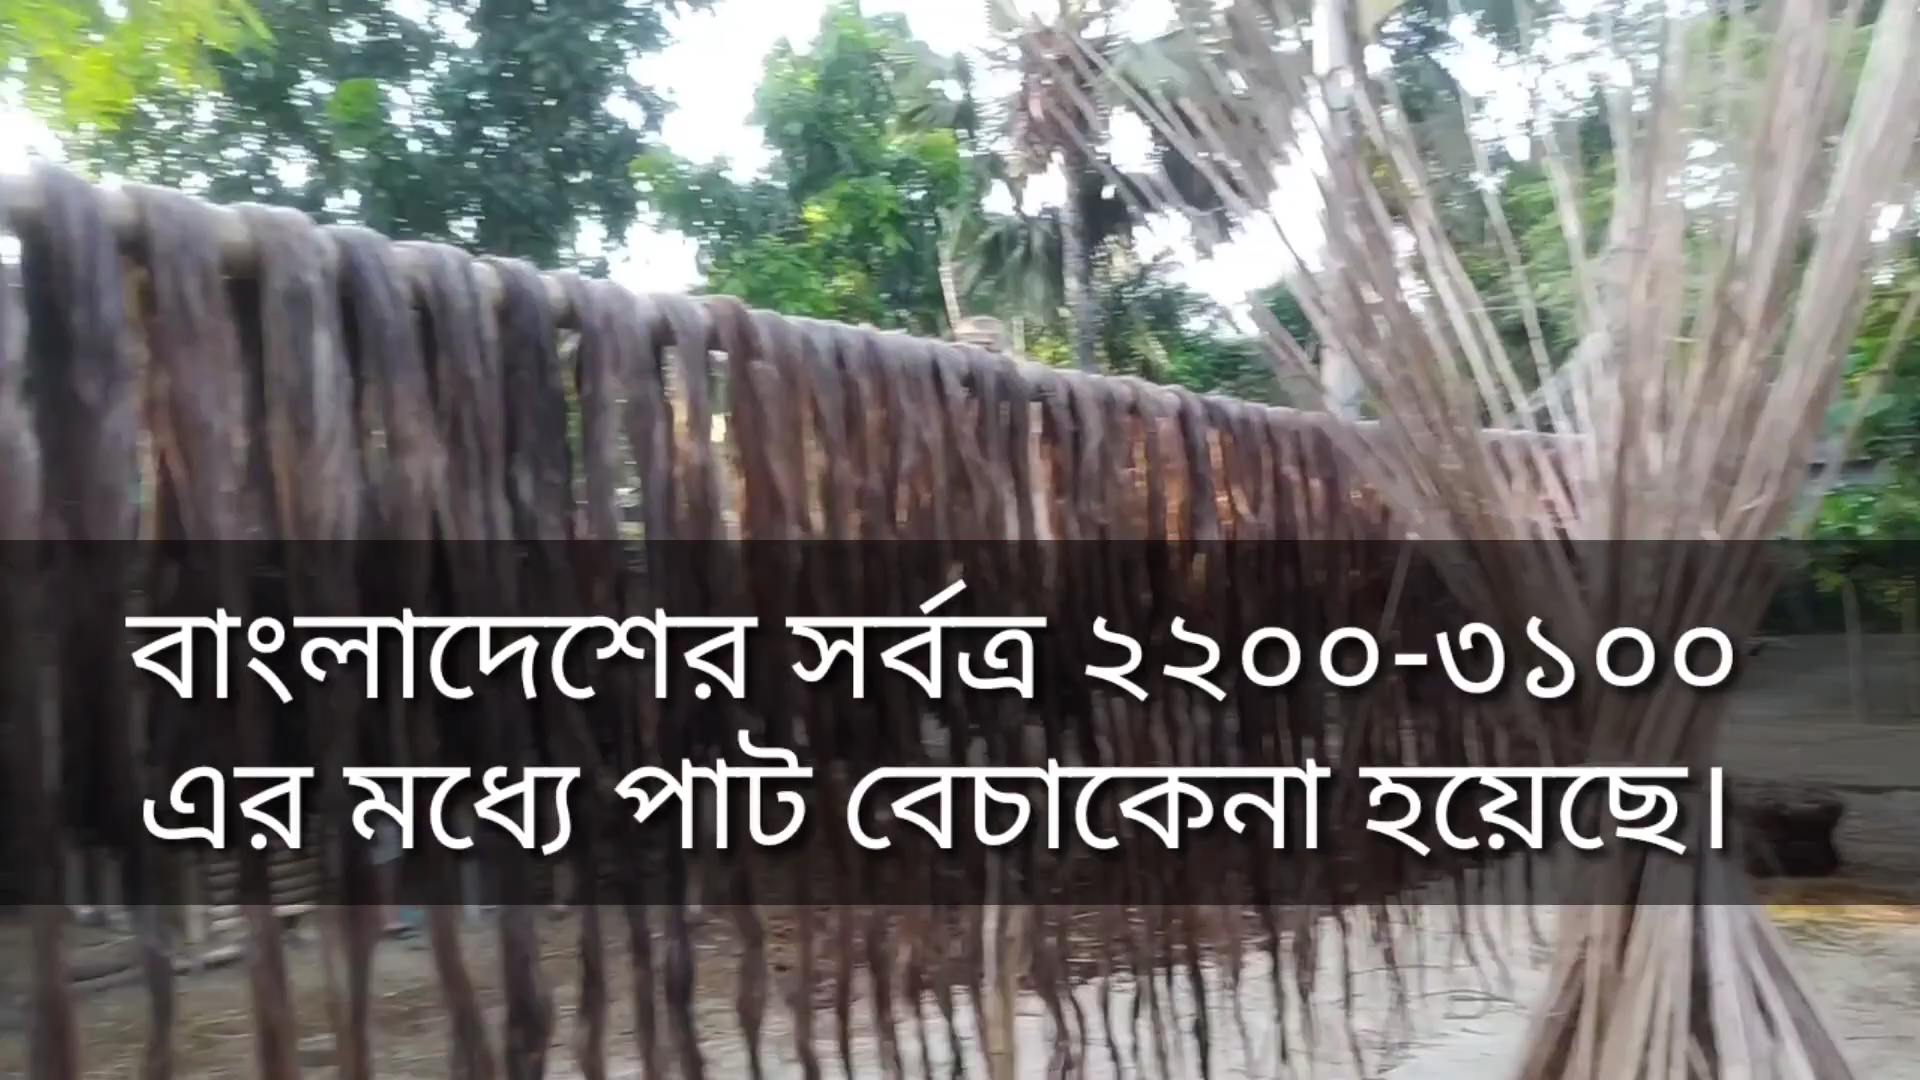 বাংলাদেশের সর্বত্র ২২০০-৩১০০
এর মধ্যে পাট বেচাকেনা হয়েছে।